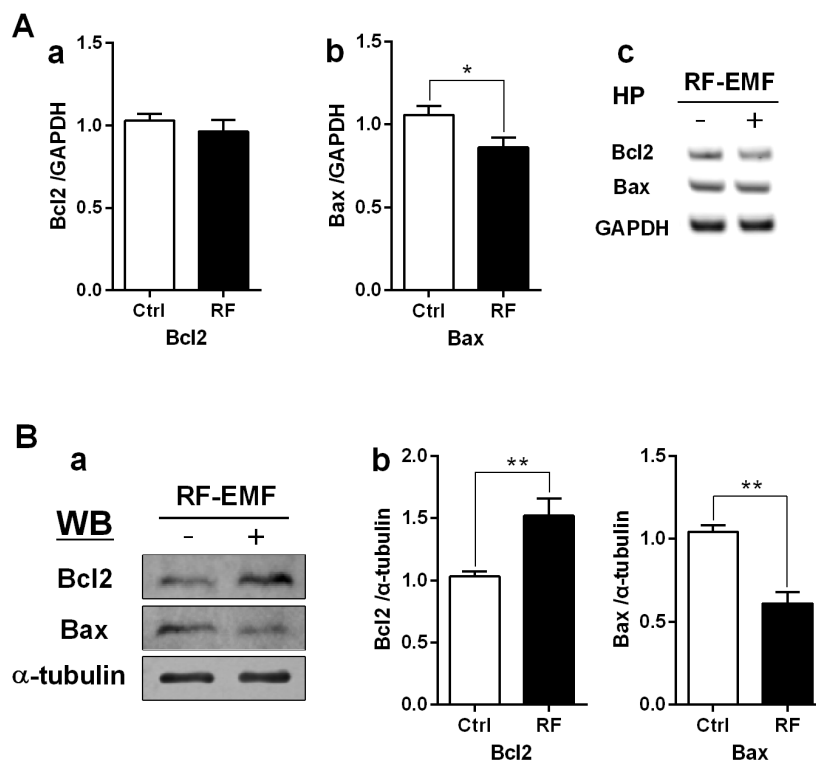 A
a
1.5
1.0
0.5
0.0
Bcl2 /GAPDH
Ctrl RF
Bcl2
b
1.5
1.0
0.5
0.0
Bax /GAPDH
*
Ctrl RF
Bax
c
HP RF-EMF
- +
Bcl2
Bax
GAPDH
B
a
RF-EMF
WB - +
Bcl2
Bax
α-tubulin
b
2.0
1.5
1.0
0.5
0.0
Bcl2 /α-tubulin
**
Ctrl RF
Bcl2
1.5
1.0
0.5
0.0
Bax /α-tubulin
**
Ctrl RF
Bax